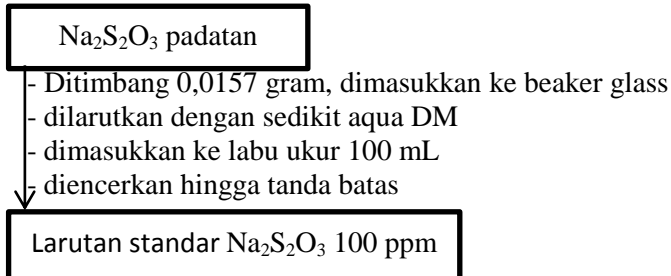 Na₂S₂O₃ padatan
- Ditimbang 0,0157 gram, dimasukkan ke beaker glass
- dilarutkan dengan sedikit aqua DM
- dimasukkan ke labu ukur 100 mL
- diencerkan hingga tanda batas
Larutan standar Na₂S₂O₃ 100 ppm